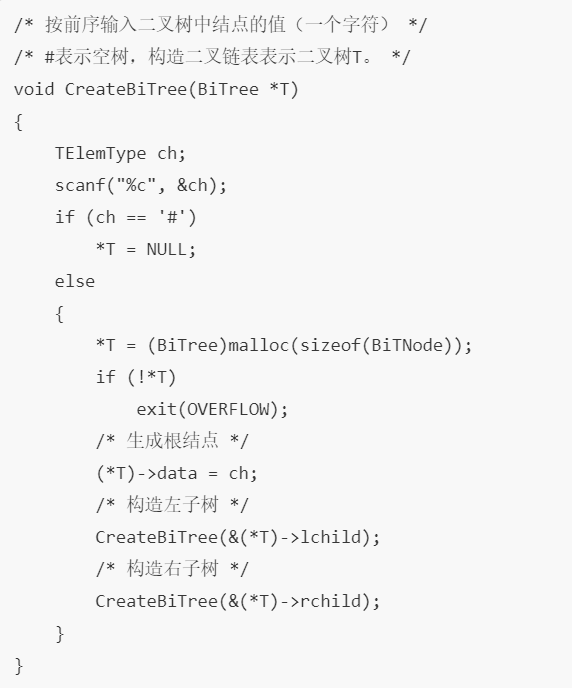 /* 按前序输入二叉树中结点的值（一个字符） */
/* #表示空树，构造二叉链表表示二叉树T。 */
void CreateBiTree(BiTree *T)
{
    TElemType ch;
    scanf("%c", &ch);
    if (ch == '#')
        *T = NULL;
    else
    {
        *T = (BiTree)malloc(sizeof(BiTNode));
        if (!*T)
            exit(OVERFLOW);
        /* 生成根结点 */
        (*T)->data = ch;
        /* 构造左子树 */
        CreateBiTree(&(*T)->lchild);
        /* 构造右子树 */
        CreateBiTree(&(*T)->rchild);
    }
}